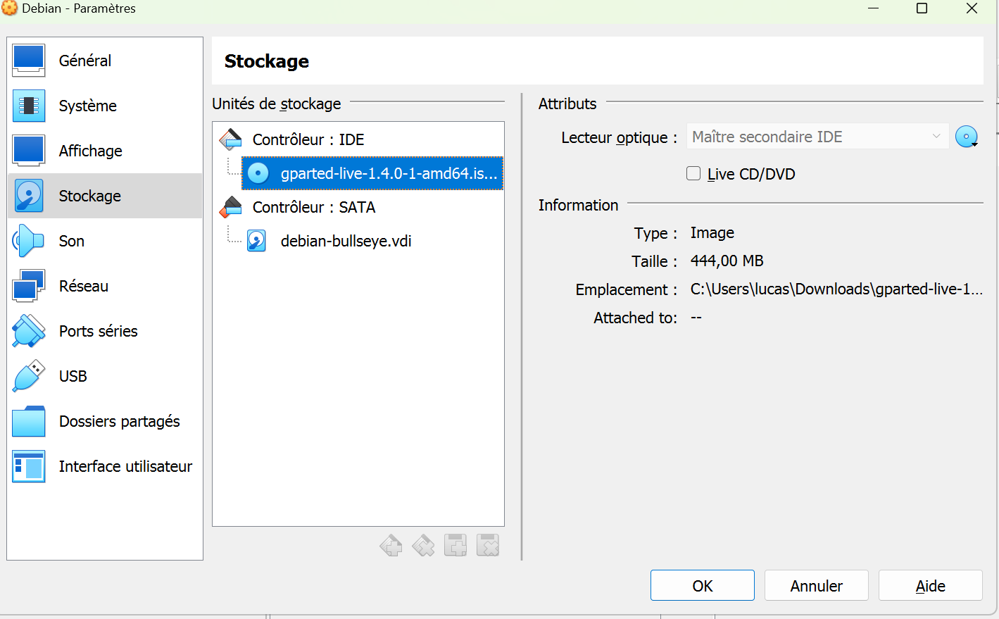 Debian - Paramètres
Général
Système
Affichage
Stockage
Son
Réseau
Ports séries
USB
Dossiers partagés
Interface utilisateur
Stockage
Unités de stockage
Contrôleur : IDE
gparted-live-1.4.0-1-amd64.is...
Contrôleur : SATA
debian-bullseye.vdi
Attributs
Lecteur optique : Maître secondaire IDE
Live CD/DVD
Information
Type : Image
Taille : 444,00 MB
Emplacement : C:\Users\lucas\Downloads\gparted-live-1...
Attached to: --
OK Annuler Aide